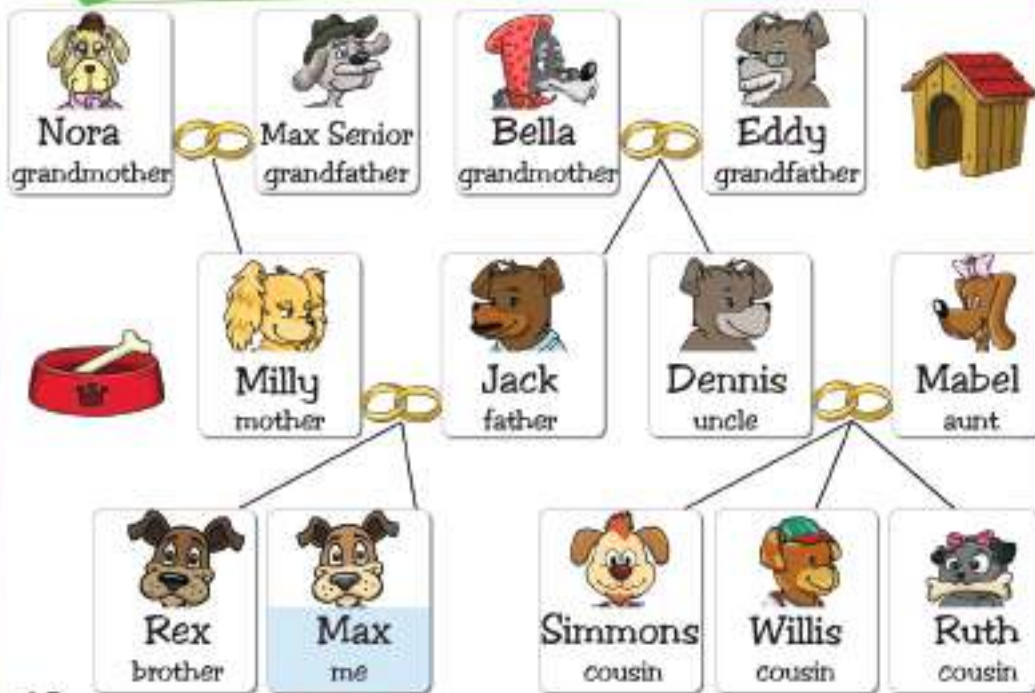 Nora
grandmother
Max Senior
grandfather
Bella
grandmother
Eddy
grandfather
Milly
mother
Jack
father
Dennis
uncle
Mabel
aunt
Rex
brother
Max
me
Simmons
cousin
Willis
cousin
Ruth
cousin